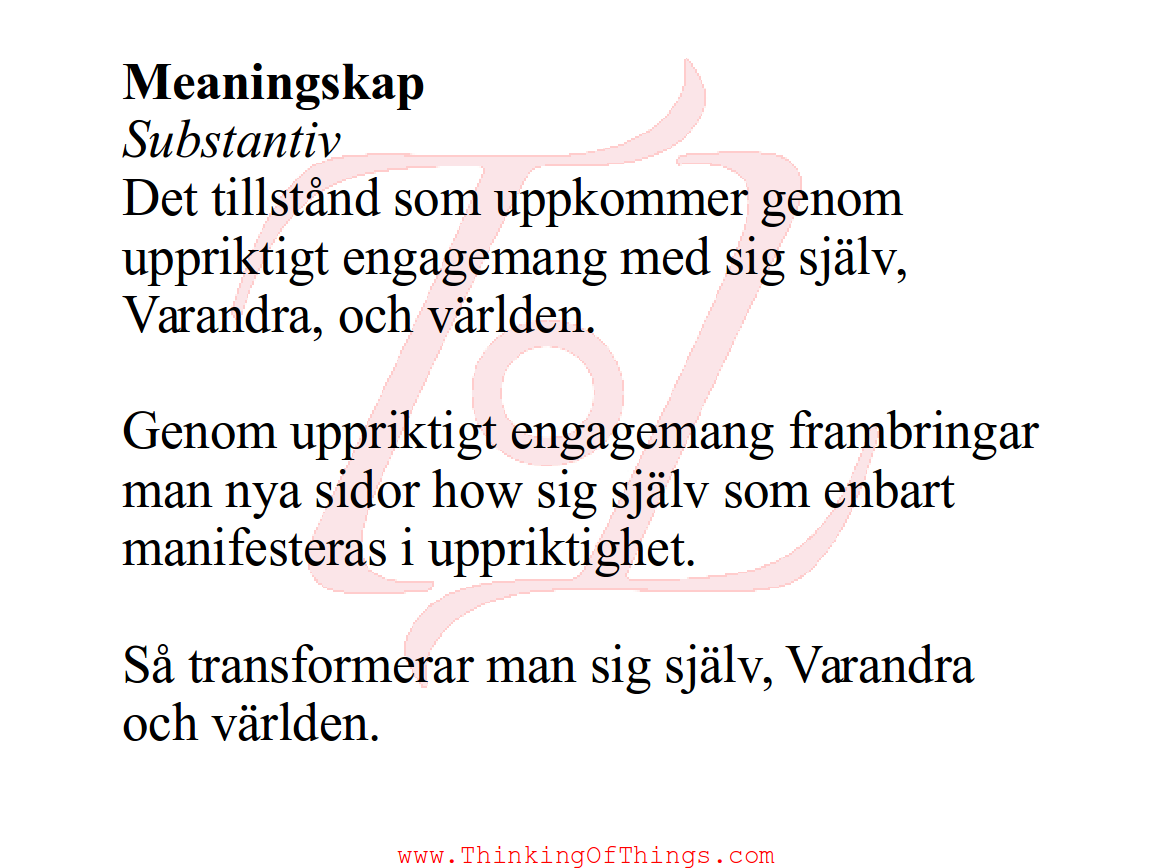 Meaningskap
Substantiv
Det tillstånd som uppkommer genom
uppriktigt engagemang med sig själv,
Varandra, och världen.
Genom uppriktigt engagemang frambringar
man nya sidor how sig själv som enbart
manifesteras i uppriktighet.
Så transformerar man sig själv, Varandra
och världen.
www.ThinkingOfThings.com